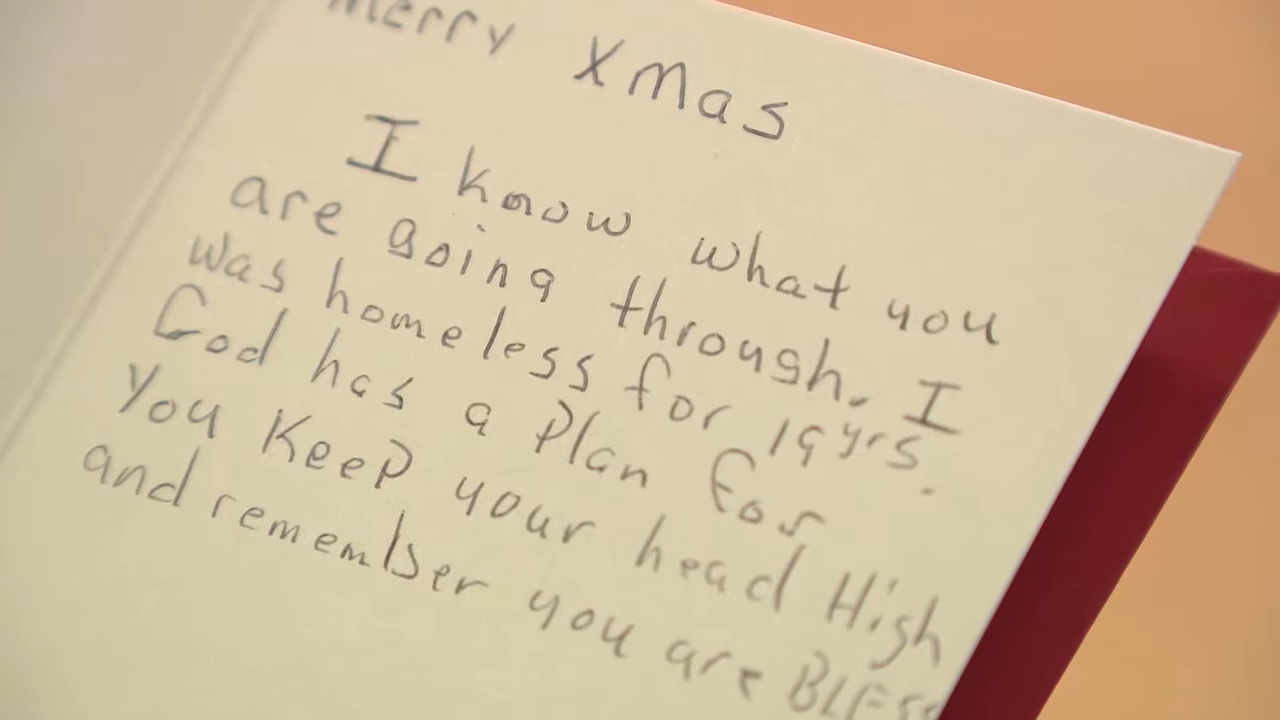 Merry Xmas
I know what you
are going through. I
was homeless for 19yrs.
God has a Plan for
You Keep your head High
and remember you are